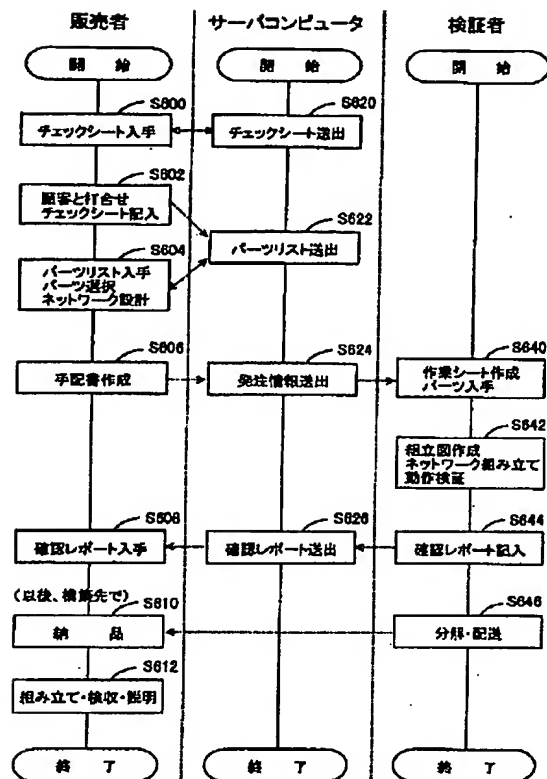 販売者
サーバコンピュータ
検証者
開 始
開 始
開 始
S600
チェックシート入手
S620
チェックシート送出
S602
顧客と打合せ
チェックシート記入
S622
パーツリスト送出
S604
パーツリスト入手
パーツ選択
ネットワーク設計
S606
手配書作成
S624
発注情報送出
S640
作業シート作成
パーツ入手
S642
組立図作成
ネットワーク組み立て
動作検証
S608
確認レポート入手
S626
確認レポート送出
S644
確認レポート記入
(以後、構築先で)
S610
納 品
S646
分解・配送
S612
組み立て・検収・説明
終 了
終 了
終 了